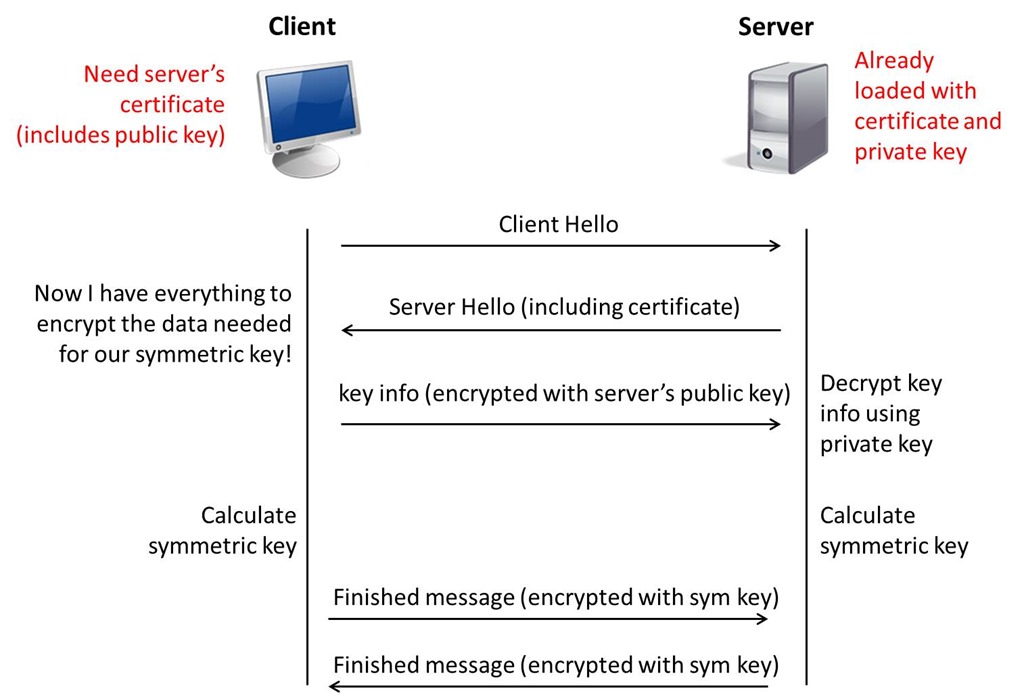 Client
Server
Need server's
certificate
(includes public key)
Already
loaded with
certificate and
private key
Client Hello
Now I have everything to
encrypt the data needed
for our symmetric key!
Server Hello (including certificate)
key info (encrypted with server's public key)
Decrypt key
info using
private key
Calculate
symmetric key
Calculate
symmetric key
Finished message (encrypted with sym key)
Finished message (encrypted with sym key)